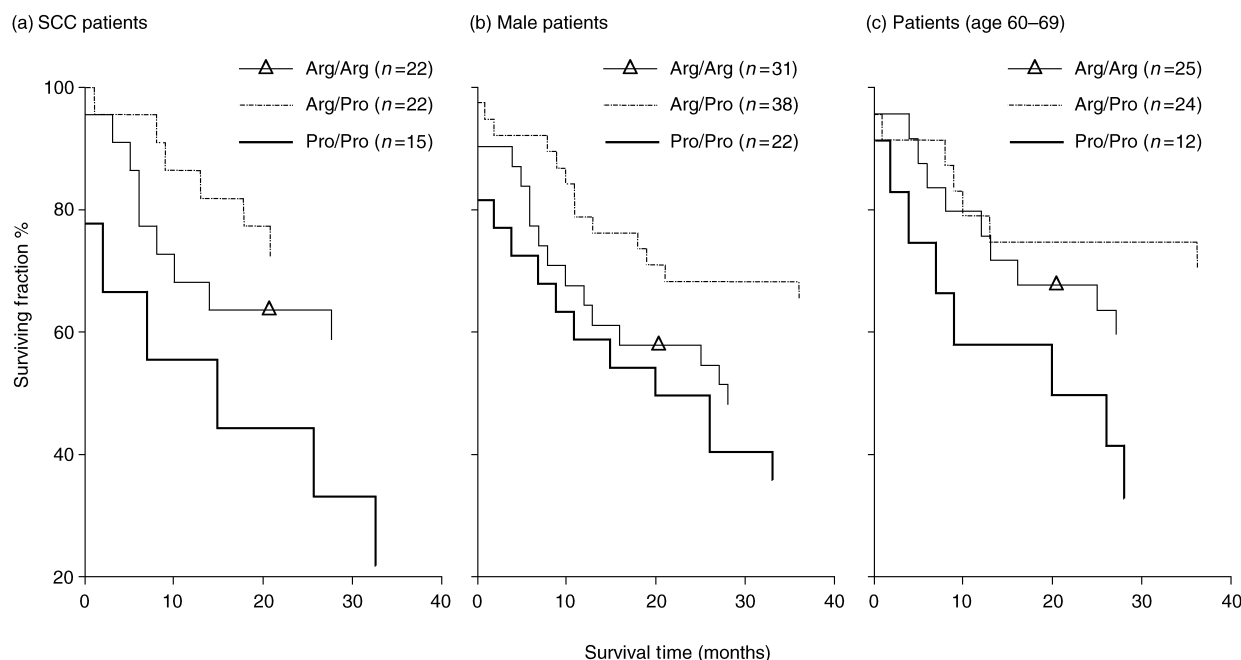 (a) SCC patients
Arg/Arg (n=22)
Arg/Pro (n=22)
Pro/Pro (n=15)
(b) Male patients
Arg/Arg (n=31)
Arg/Pro (n=38)
Pro/Pro (n=22)
(c) Patients (age 60–69)
Arg/Arg (n=25)
Arg/Pro (n=24)
Pro/Pro (n=12)
Surviving fraction %
100
80
60
40
20
0 10 20 30 40
0 10 20 30 40
0 10 20 30 40
Survival time (months)